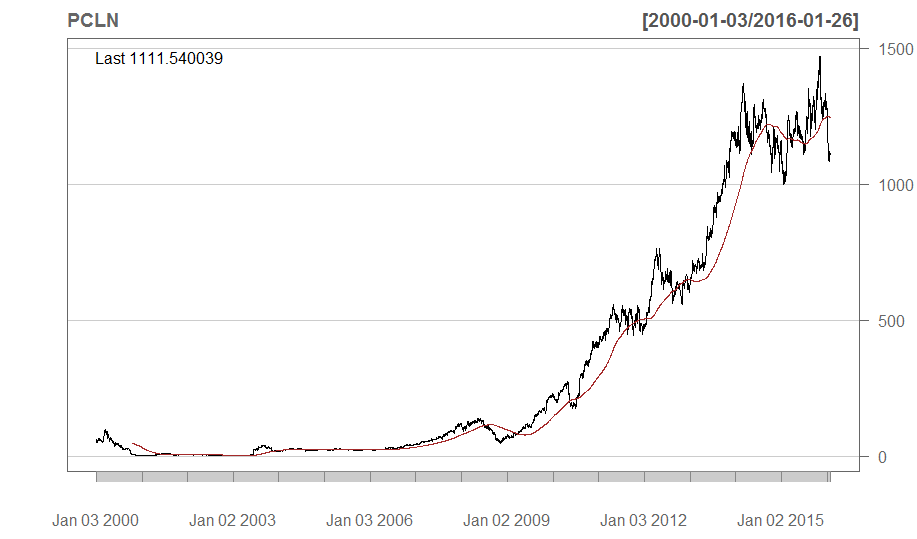 PCLN [2000-01-03/2016-01-26]
Last 1111.540039
1500
1000
500
0
Jan 03 2000 Jan 02 2003 Jan 03 2006 Jan 02 2009 Jan 03 2012 Jan 02 2015